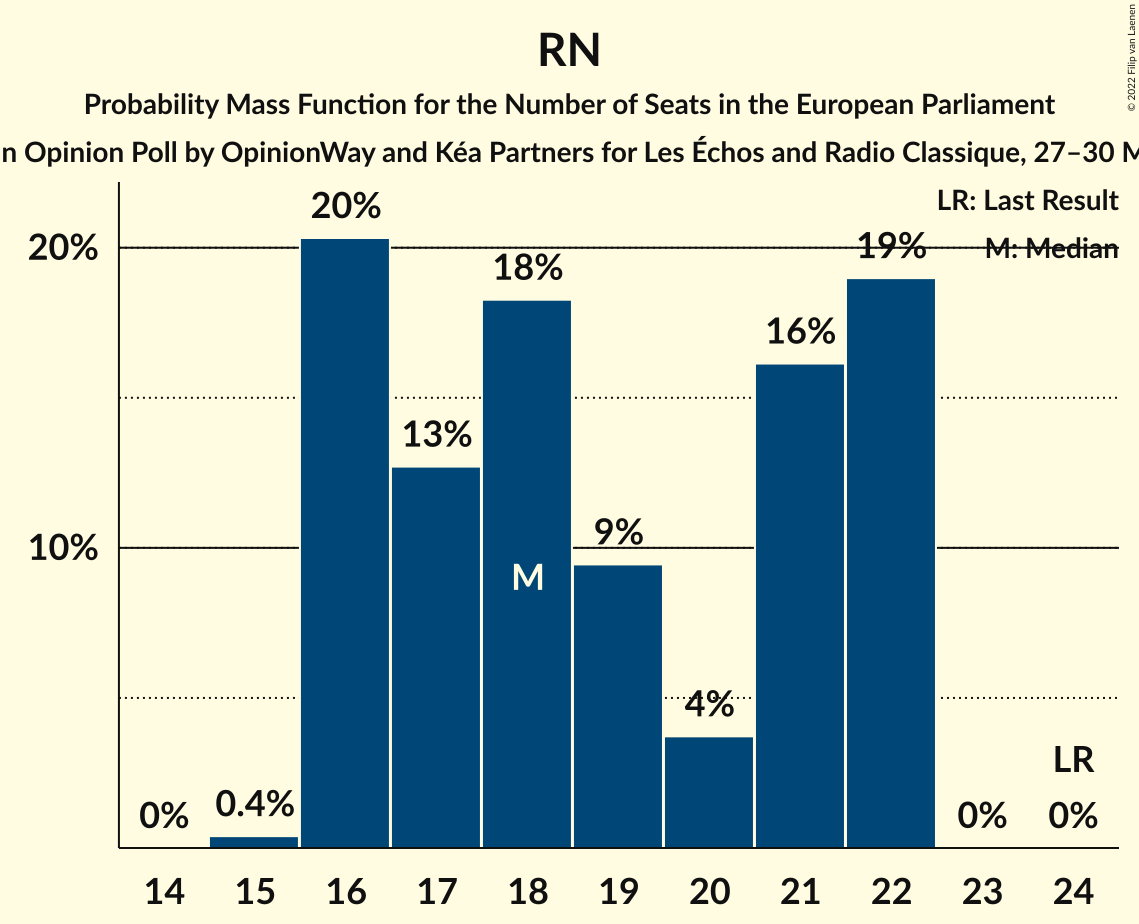 RN
Probability Mass Function for the Number of Seats in the European Parliament
n Opinion Poll by OpinionWay and Kéa Partners for Les Échos and Radio Classique, 27–30 M
© 2022 Filip van Laenen
LR: Last Result
M: Median
20%
10%
0%
0.4%
20%
13%
18%
9%
4%
16%
19%
0%
0%
M
LR
14 15 16 17 18 19 20 21 22 23 24